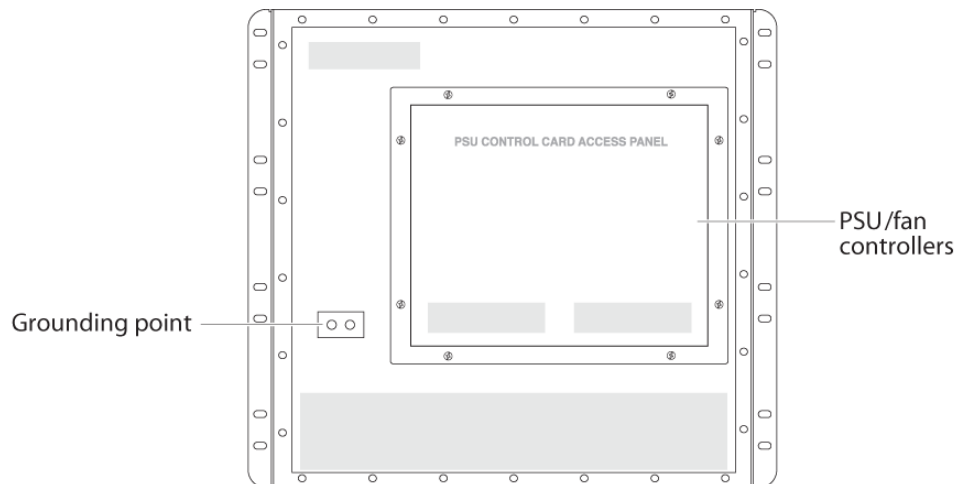 PSU CONTROL CARD ACCESS PANEL
PSU/fan
controllers
Grounding point